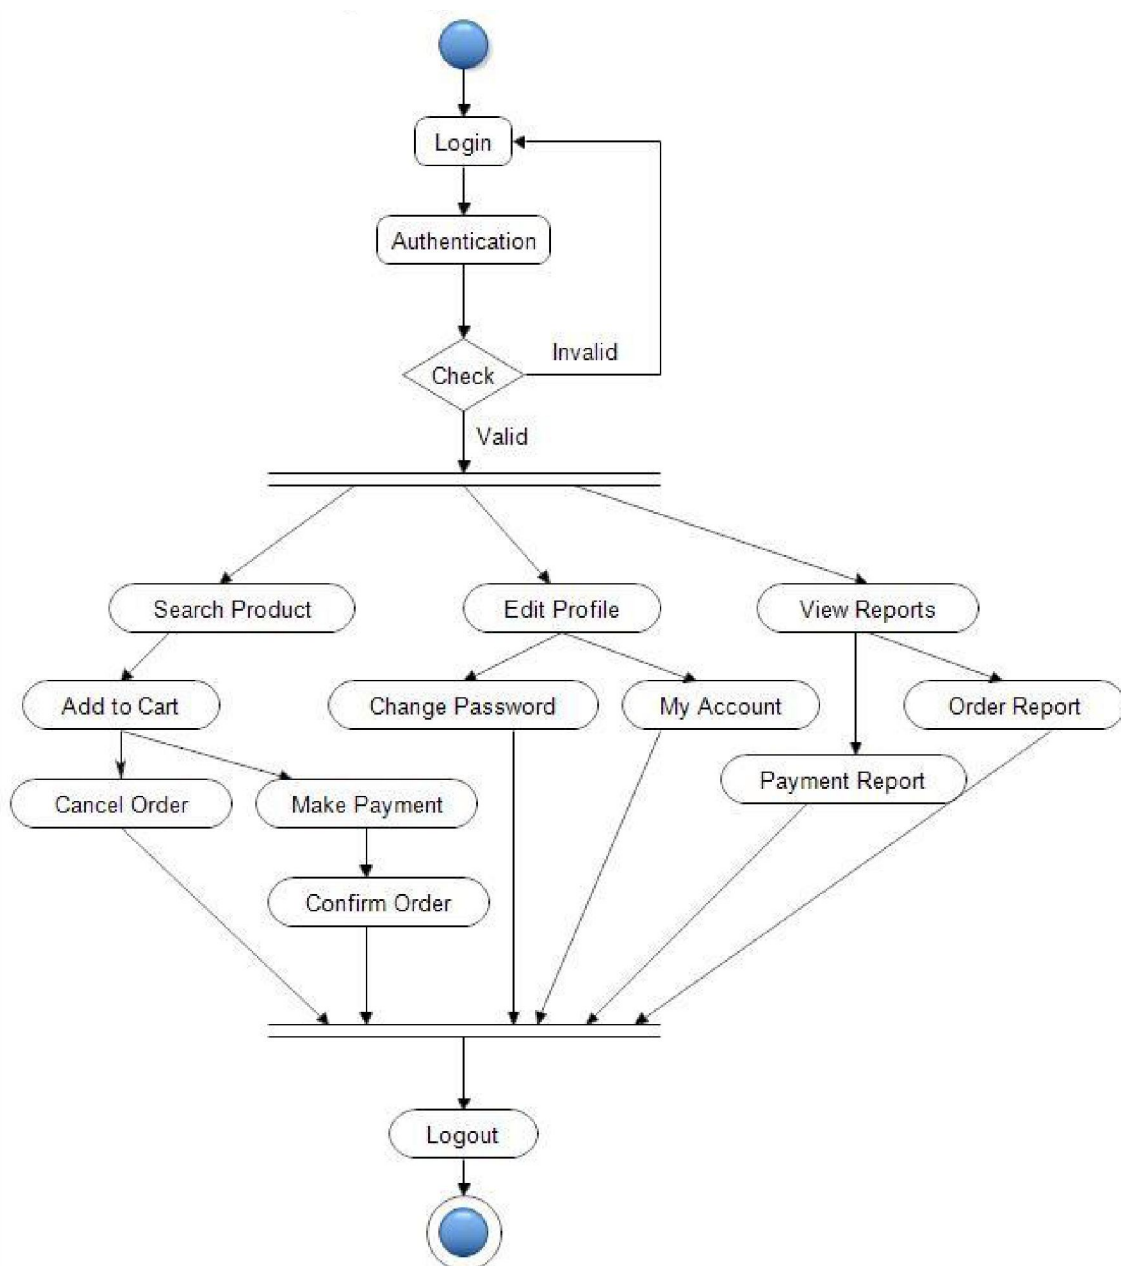 Login
Authentication
Invalid
Check
Valid
Search Product
Edit Profile
View Reports
Add to Cart
Change Password
My Account
Order Report
Payment Report
Cancel Order
Make Payment
Confirm Order
Logout